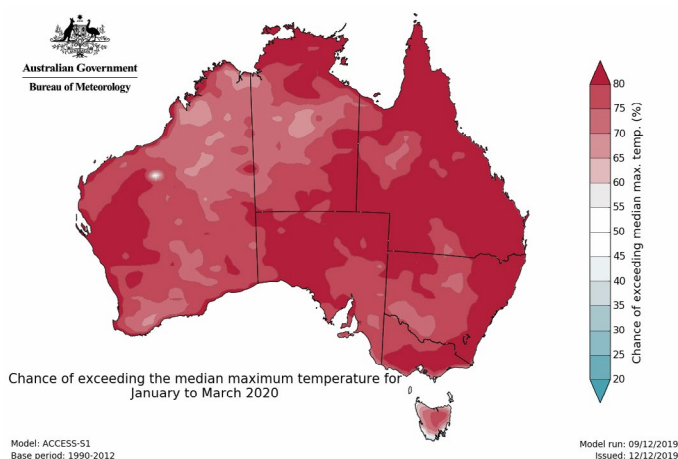 Australian Government
Bureau of Meteorology
80
75
70
65
60
55
50
45
40
35
30
25
20
Chance of exceeding median max. temp. (%)
Chance of exceeding the median maximum temperature for
January to March 2020
Model: ACCESS-S1
Base period: 1990-2012
Model run: 09/12/2019
Issued: 12/12/2019